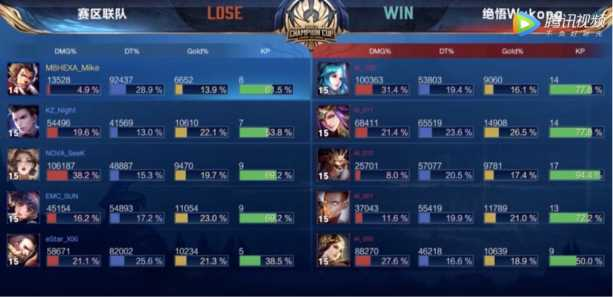 赛区联队 LOSE WIN 绝悟Wukong
腾讯视频
CHAMPION CUP
DMG% DT% Gold% KP DMG% DT% Gold% KP
M8HEXA_Mike
13528 92437 6652 8 100363 53803 9060 14
14 4.9 % 28.9 % 13.9 % 61.5 % 15 31.4 % 19.4 % 16.1 % 77.8 %
KZ_Night
54496 41569 10610 7 68411 65519 14908 14
15 19.6 % 13.0 % 22.1 % 53.8 % 15 21.4 % 23.6 % 26.5 % 77.8 %
NOVA_SeeK
106187 48887 9470 9 25701 57077 9781 17
15 38.2 % 15.3 % 19.7 % 69.2 % 15 8.0 % 20.5 % 17.4 % 94.4 %
EMC_SUN
45154 54893 11054 9 37043 55419 11789 13
15 16.2 % 17.2 % 23.0 % 69.2 % 15 11.6 % 19.9 % 21.0 % 72.2 %
eStar_XiXi
58671 82002 10234 5 88270 46218 10639 9
15 21.1 % 25.6 % 21.3 % 38.5 % 15 27.6 % 16.6 % 18.9 % 50.0 %